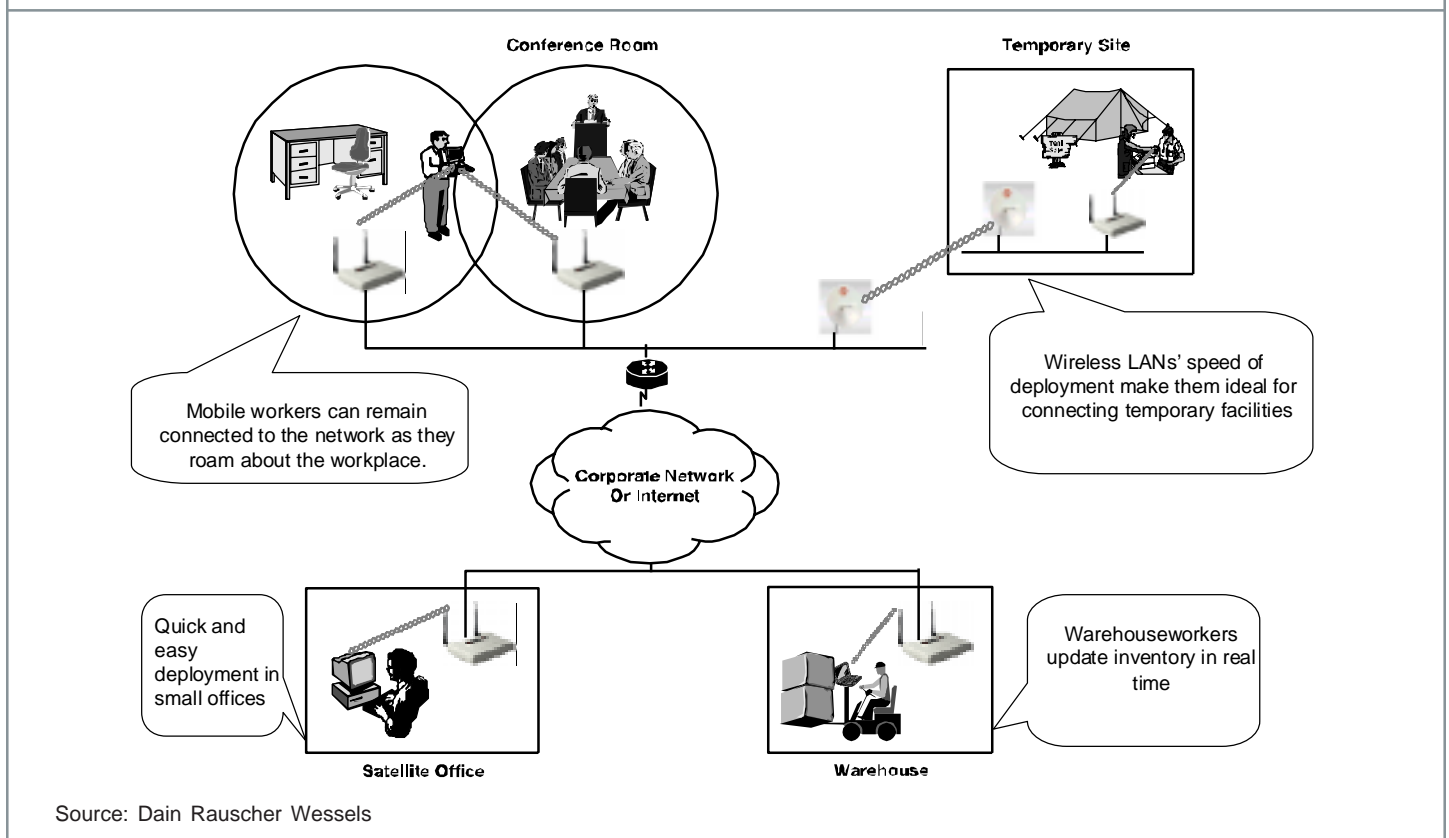 Conference Room
Temporary Site
Tent
Sale
Mobile workers can remain
connected to the network as they
roam about the workplace.
Wireless LANs' speed of
deployment make them ideal for
connecting temporary facilities
Corporate Network
Or Internet
Quick and
easy
deployment in
small offices
Warehouseworkers
update inventory in real
time
Satellite Office
Warehouse
Source: Dain Rauscher Wessels